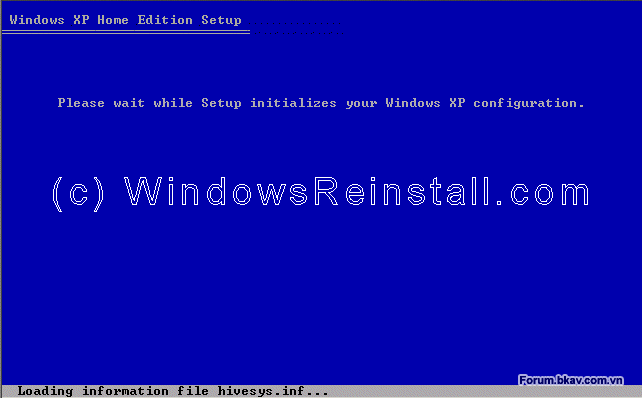 Windows XP Home Edition Setup
Please wait while Setup initializes your Windows XP configuration.
(c) WindowsReinstall.com
Loading information file hivesys.inf...
Forum.bkav.com.vn